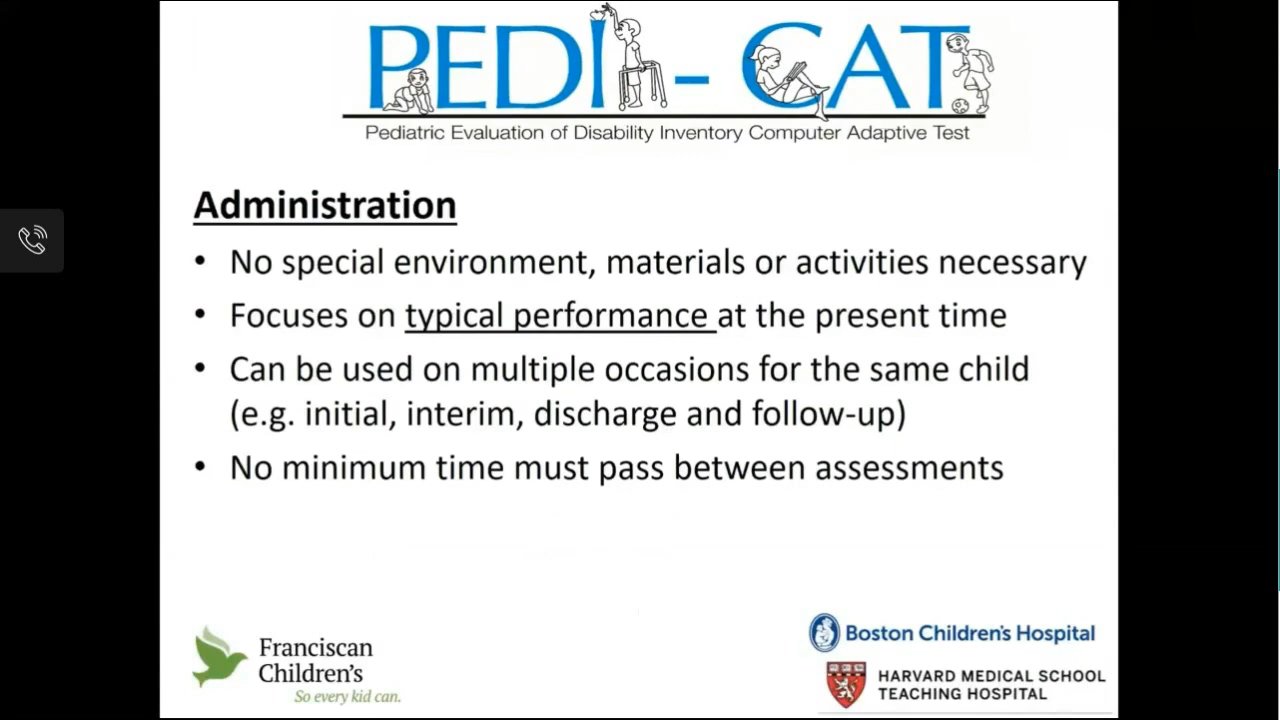 PEDI - CAT
Pediatric Evaluation of Disability Inventory Computer Adaptive Test
Administration
• No special environment, materials or activities necessary
• Focuses on typical performance at the present time
• Can be used on multiple occasions for the same child
(e.g. initial, interim, discharge and follow-up)
• No minimum time must pass between assessments
Franciscan
Children's
So every kid can.
Boston Children's Hospital
HARVARD MEDICAL SCHOOL
TEACHING HOSPITAL